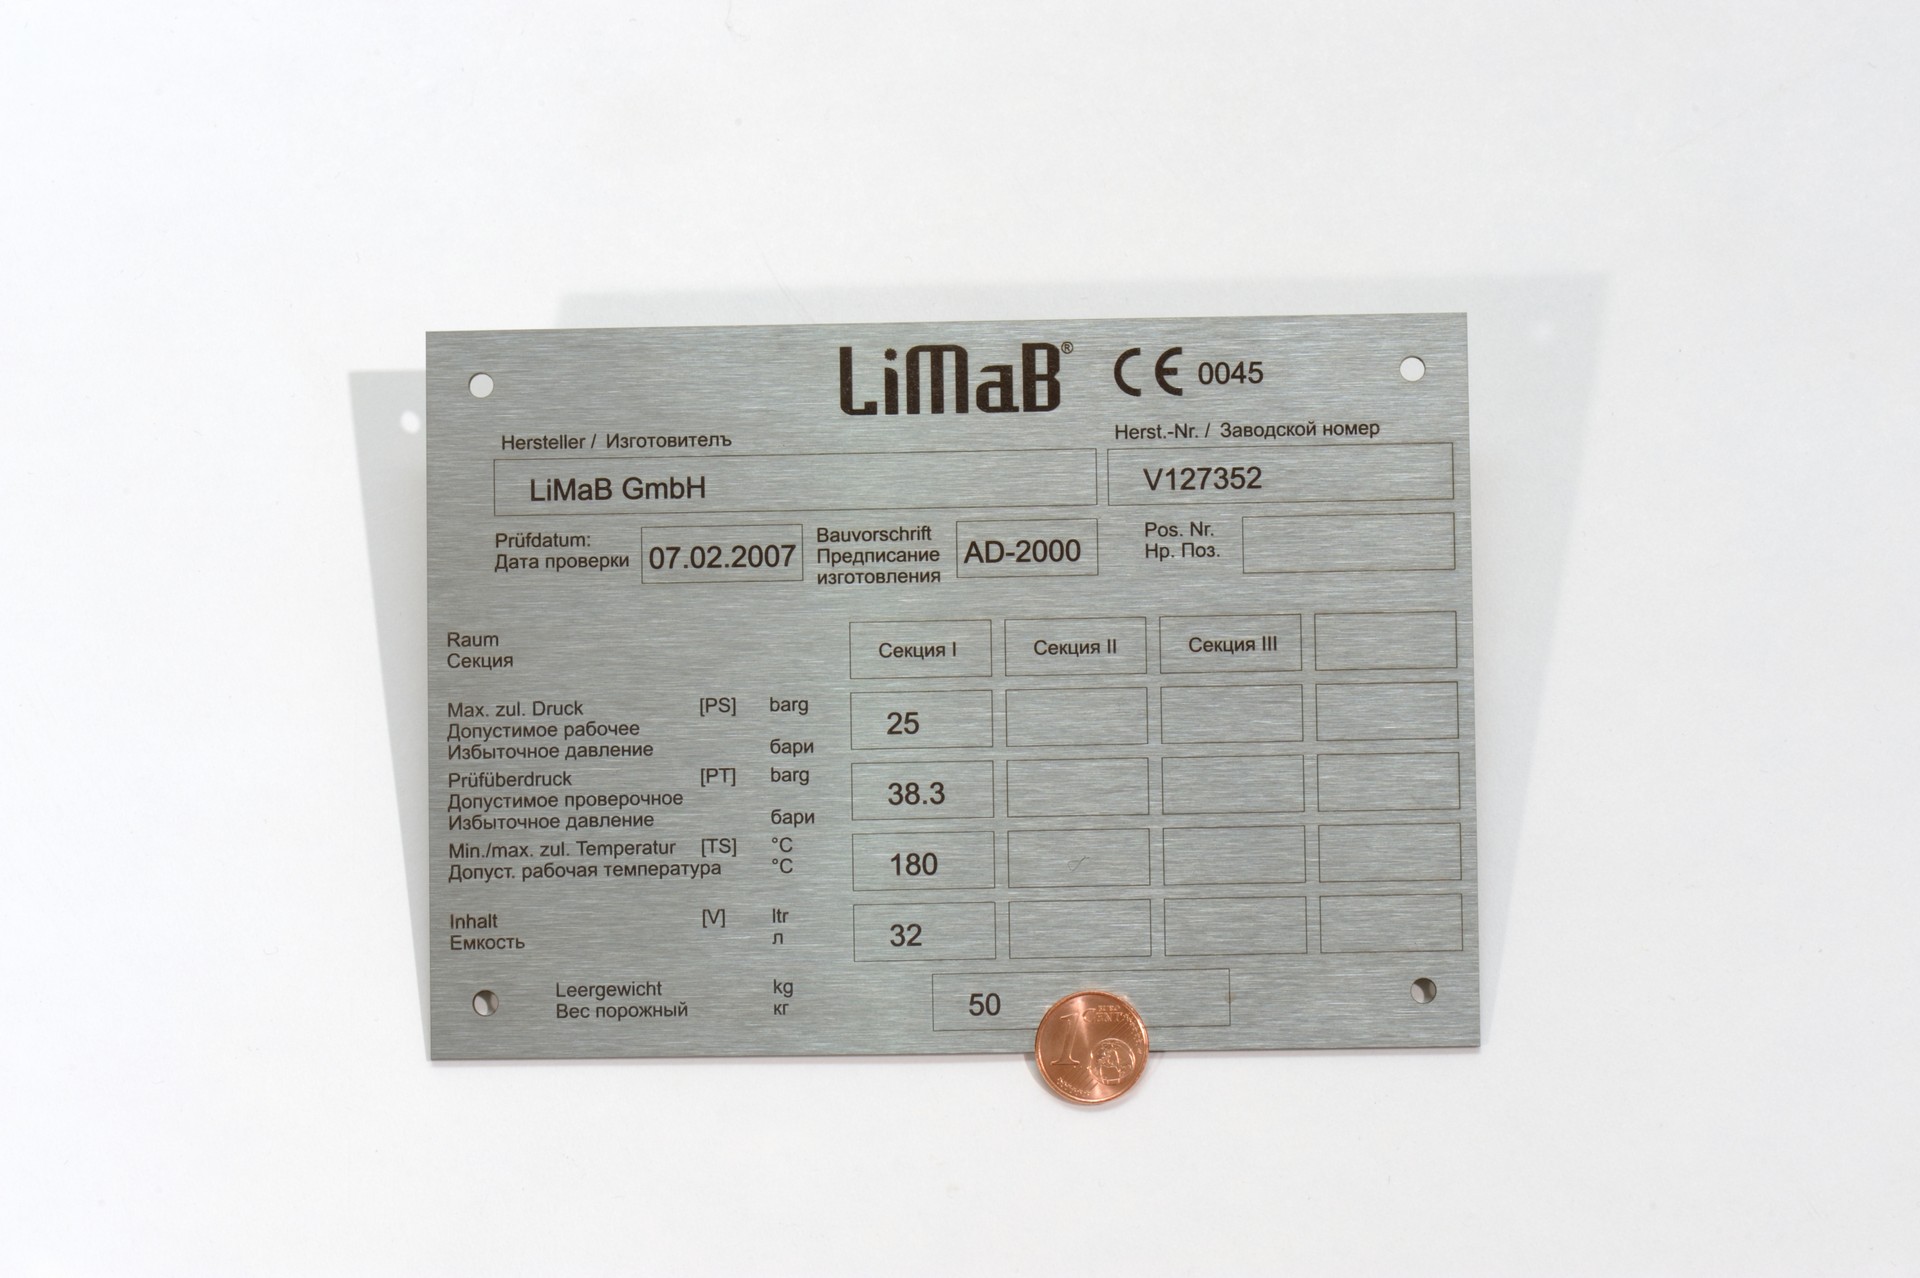 LiMaB® CE 0045
Hersteller / Изготовителъ
Herst.-Nr. / Заводской номер
LiMaB GmbH
V127352
Prüfdatum:
Дата проверки
07.02.2007
Bauvorschrift
Предписание
изготовления
AD-2000
Pos. Nr.
Нр. Поз.
Raum
Секция
Секция I
Секция II
Секция III
Max. zul. Druck [PS] barg
Допустимое рабочее
Избыточное давление бари
25
Prüfüberdruck [PT] barg
Допустимое проверочное
Избыточное давление бари
38.3
Min./max. zul. Temperatur [TS] °C
Допуст. рабочая температура °C
180
Inhalt [V] ltr
Емкость л
32
Leergewicht kg
Вес порожный кг
50
1